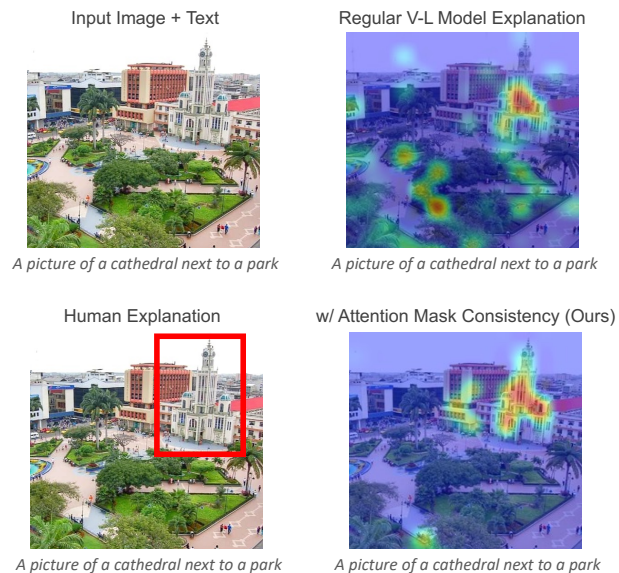 Input Image + Text
Regular V-L Model Explanation
A picture of a cathedral next to a park
A picture of a cathedral next to a park
Human Explanation
w/ Attention Mask Consistency (Ours)
A picture of a cathedral next to a park
A picture of a cathedral next to a park